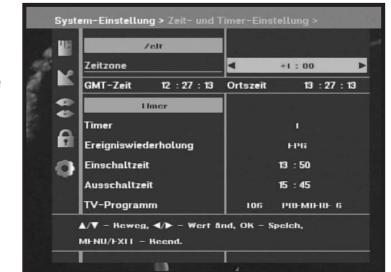 System-Einstellung > Zeit- und Timer-Einstellung >
Zeit
Zeitzone +1 : 00
GMT-Zeit 12 : 27 : 13 Ortszeit 13 : 27 : 13
Timer
Timer 1
Ereigniswiederholung EPG
Einschaltzeit 13 : 50
Ausschaltzeit 15 : 45
TV-Programm 106 PREMIERE 6
▲/▼ - Beweg, ◄/► - Wert änd, OK - Speich,
MENU/EXIT - Beend.